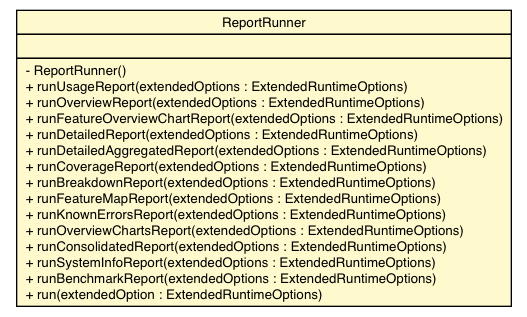 ReportRunner
- ReportRunner()
+ runUsageReport(extendedOptions : ExtendedRuntimeOptions)
+ runOverviewReport(extendedOptions : ExtendedRuntimeOptions)
+ runFeatureOverviewChartReport(extendedOptions : ExtendedRuntimeOptions)
+ runDetailedReport(extendedOptions : ExtendedRuntimeOptions)
+ runDetailedAggregatedReport(extendedOptions : ExtendedRuntimeOptions)
+ runCoverageReport(extendedOptions : ExtendedRuntimeOptions)
+ runBreakdownReport(extendedOptions : ExtendedRuntimeOptions)
+ runFeatureMapReport(extendedOptions : ExtendedRuntimeOptions)
+ runKnownErrorsReport(extendedOptions : ExtendedRuntimeOptions)
+ runOverviewChartsReport(extendedOptions : ExtendedRuntimeOptions)
+ runConsolidatedReport(extendedOptions : ExtendedRuntimeOptions)
+ runSystemInfoReport(extendedOptions : ExtendedRuntimeOptions)
+ runBenchmarkReport(extendedOptions : ExtendedRuntimeOptions)
+ run(extendedOption : ExtendedRuntimeOptions)